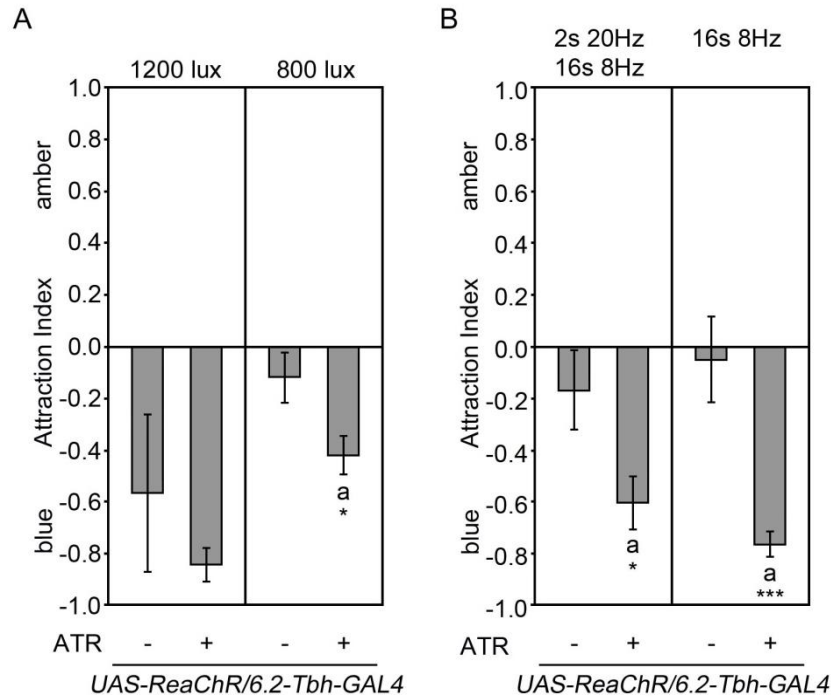 A
1200 lux 800 lux
1.0
0.8
0.6
0.4
0.2
0.0
-0.2
-0.4
-0.6
-0.8
-1.0
amber
Attraction Index
blue
a
*
ATR - + - +
UAS-ReaChR/6.2-Tbh-GAL4
B
2s 20Hz 16s 8Hz
16s 8Hz
1.0
0.8
0.6
0.4
0.2
0.0
-0.2
-0.4
-0.6
-0.8
-1.0
amber
Attraction Index
blue
a
*
a
***
ATR - + - +
UAS-ReaChR/6.2-Tbh-GAL4